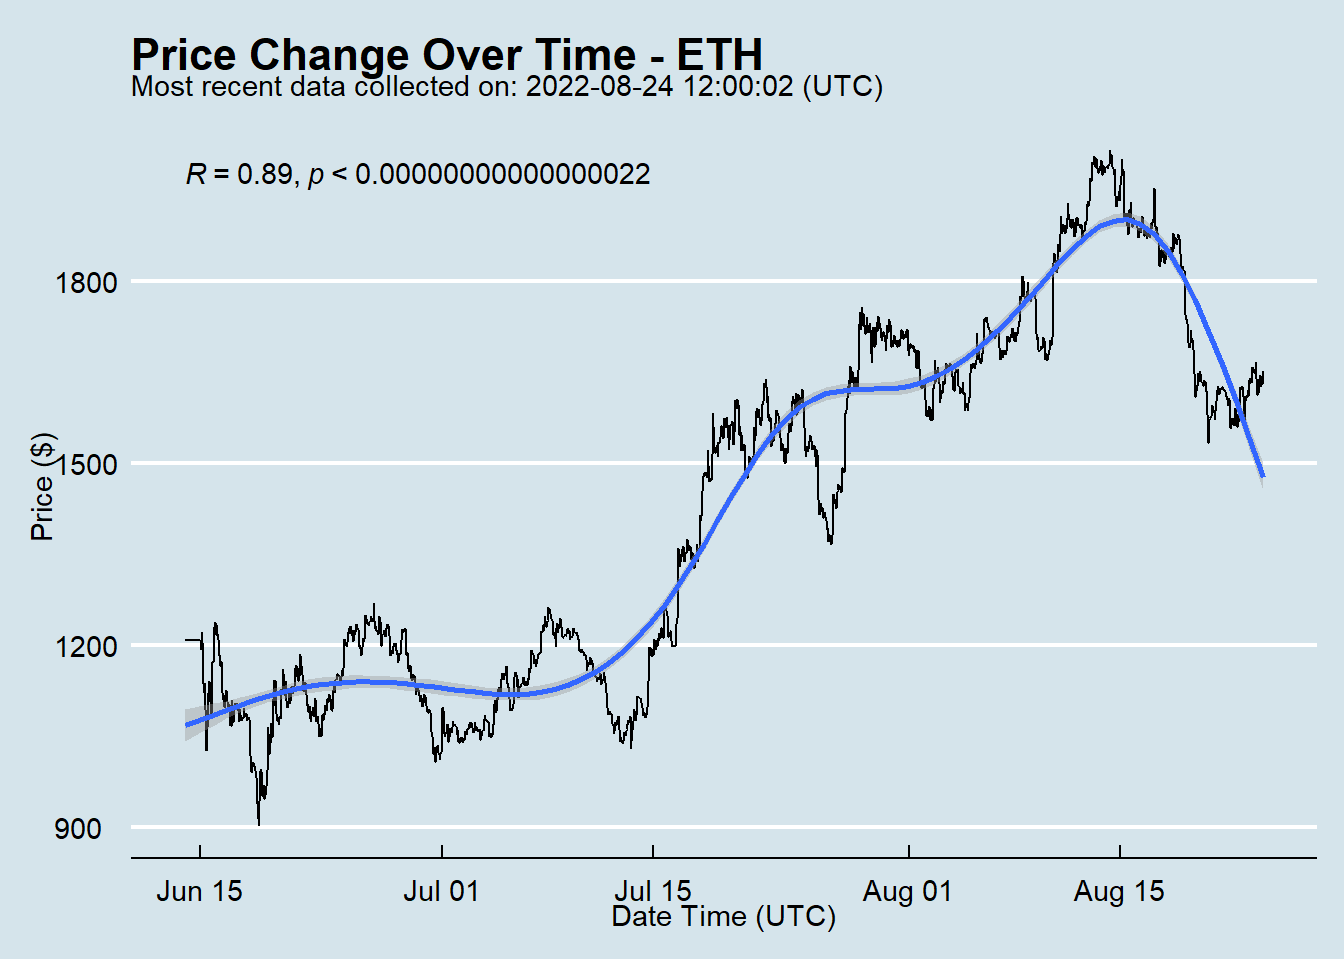 Price Change Over Time - ETH
Most recent data collected on: 2022-08-24 12:00:02 (UTC)
R = 0.89, p < 0.00000000000000022
1800
1500
1200
900
Price ($)
Jun 15
Jul 01
Jul 15
Aug 01
Aug 15
Date Time (UTC)